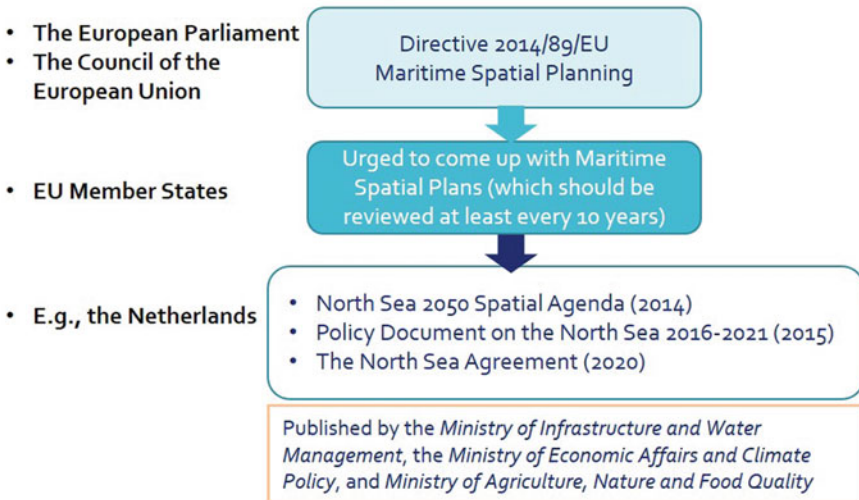 • The European Parliament
• The Council of the
European Union
Directive 2014/89/EU
Maritime Spatial Planning
• EU Member States
Urged to come up with Maritime
Spatial Plans (which should be
reviewed at least every 10 years)
• E.g., the Netherlands
• North Sea 2050 Spatial Agenda (2014)
• Policy Document on the North Sea 2016-2021 (2015)
• The North Sea Agreement (2020)
Published by the Ministry of Infrastructure and Water
Management, the Ministry of Economic Affairs and Climate
Policy, and Ministry of Agriculture, Nature and Food Quality